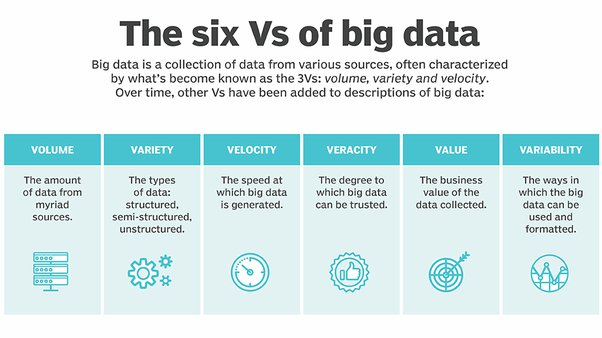 The six Vs of big data
Big data is a collection of data from various sources, often characterized
by what's become known as the 3Vs: volume, variety and velocity.
Over time, other Vs have been added to descriptions of big data:
VOLUME
The amount
of data from
myriad
sources.
VARIETY
The types
of data:
structured,
semi-structured,
unstructured.
VELOCITY
The speed at
which big data
is generated.
VERACITY
The degree to
which big data
can be trusted.
VALUE
The business
value of the
data collected.
VARIABILITY
The ways in
which the big
data can be
used and
formatted.